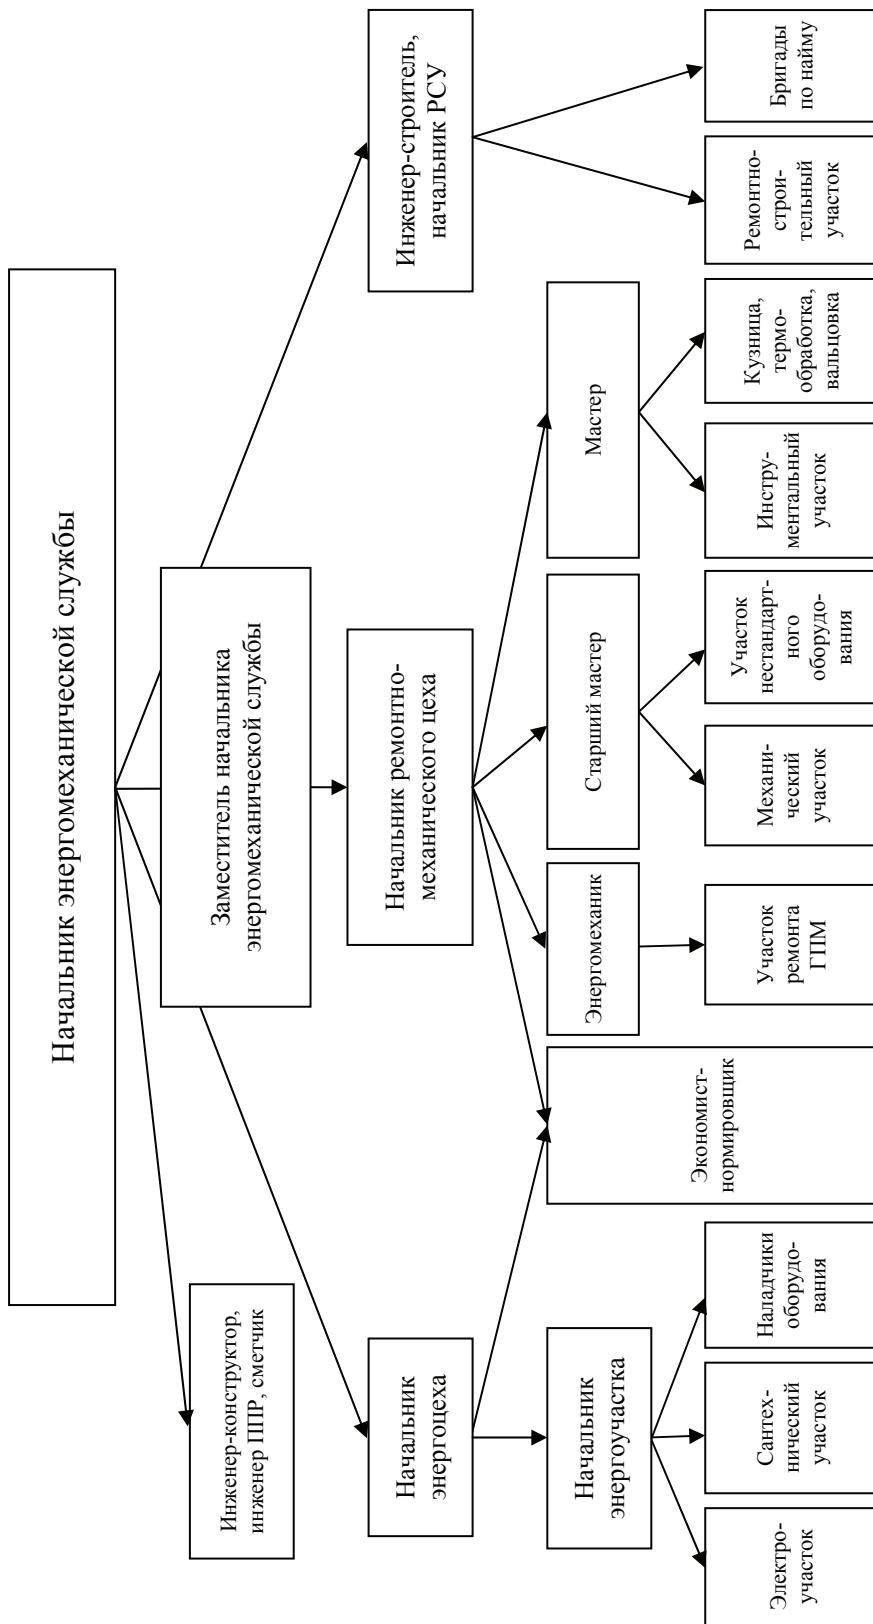 Начальник энергомеханической службы
Инженер-конструктор,
инженер ППР, сметчик
Заместитель начальника
энергомеханической службы
Начальник
энергоцеха
Начальник ремонтно-
механического цеха
Инженер-строитель,
начальник РСУ
Начальник
энергоучастка
Экономист-
нормировщик
Энергомеханик
Старший мастер
Мастер
Электро-
участок
Сантех-
нический
участок
Наладчики
оборудо-
вания
Участок
ремонта
ГПМ
Механи-
ческий
участок
Участок
нестандарт-
ного
оборудо-
вания
Инстру-
ментальный
участок
Кузница,
термо-
обработка,
вальцовка
Ремонтно-
строи-
тельный
участок
Бригады
по найму